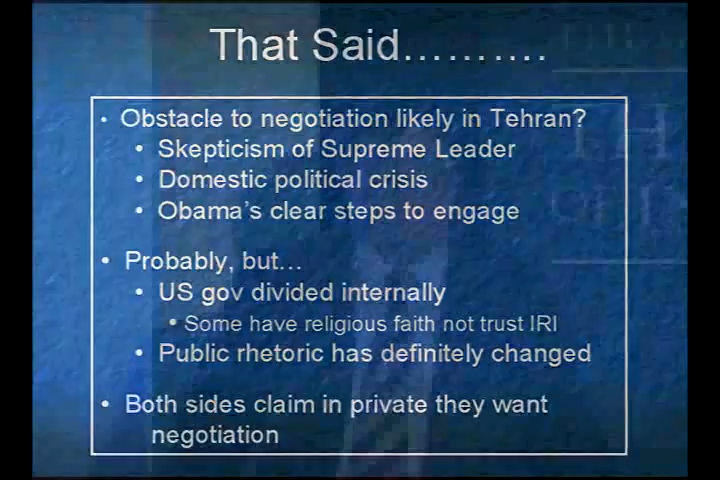 That Said……….
• Obstacle to negotiation likely in Tehran?
• Skepticism of Supreme Leader
• Domestic political crisis
• Obama's clear steps to engage
• Probably, but…
• US gov divided internally
• Some have religious faith not trust IRI
• Public rhetoric has definitely changed
• Both sides claim in private they want
negotiation